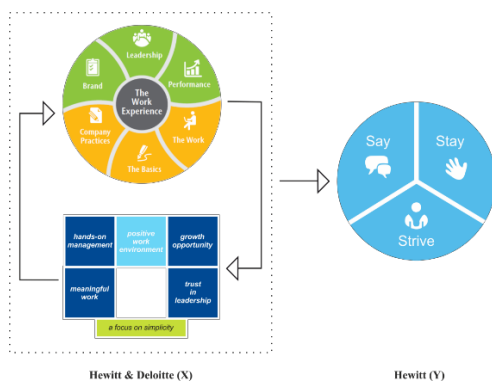 Leadership
Brand
Performance
The
Work
Experience
Company
Practices
The Work
The Basics
Say
Stay
Strive
hands-on
management
positive
work
environment
growth
opportunity
meaningful
work
trust
in
leadership
a focus on simplicity
Hewitt & Deloitte (X)
Hewitt (Y)